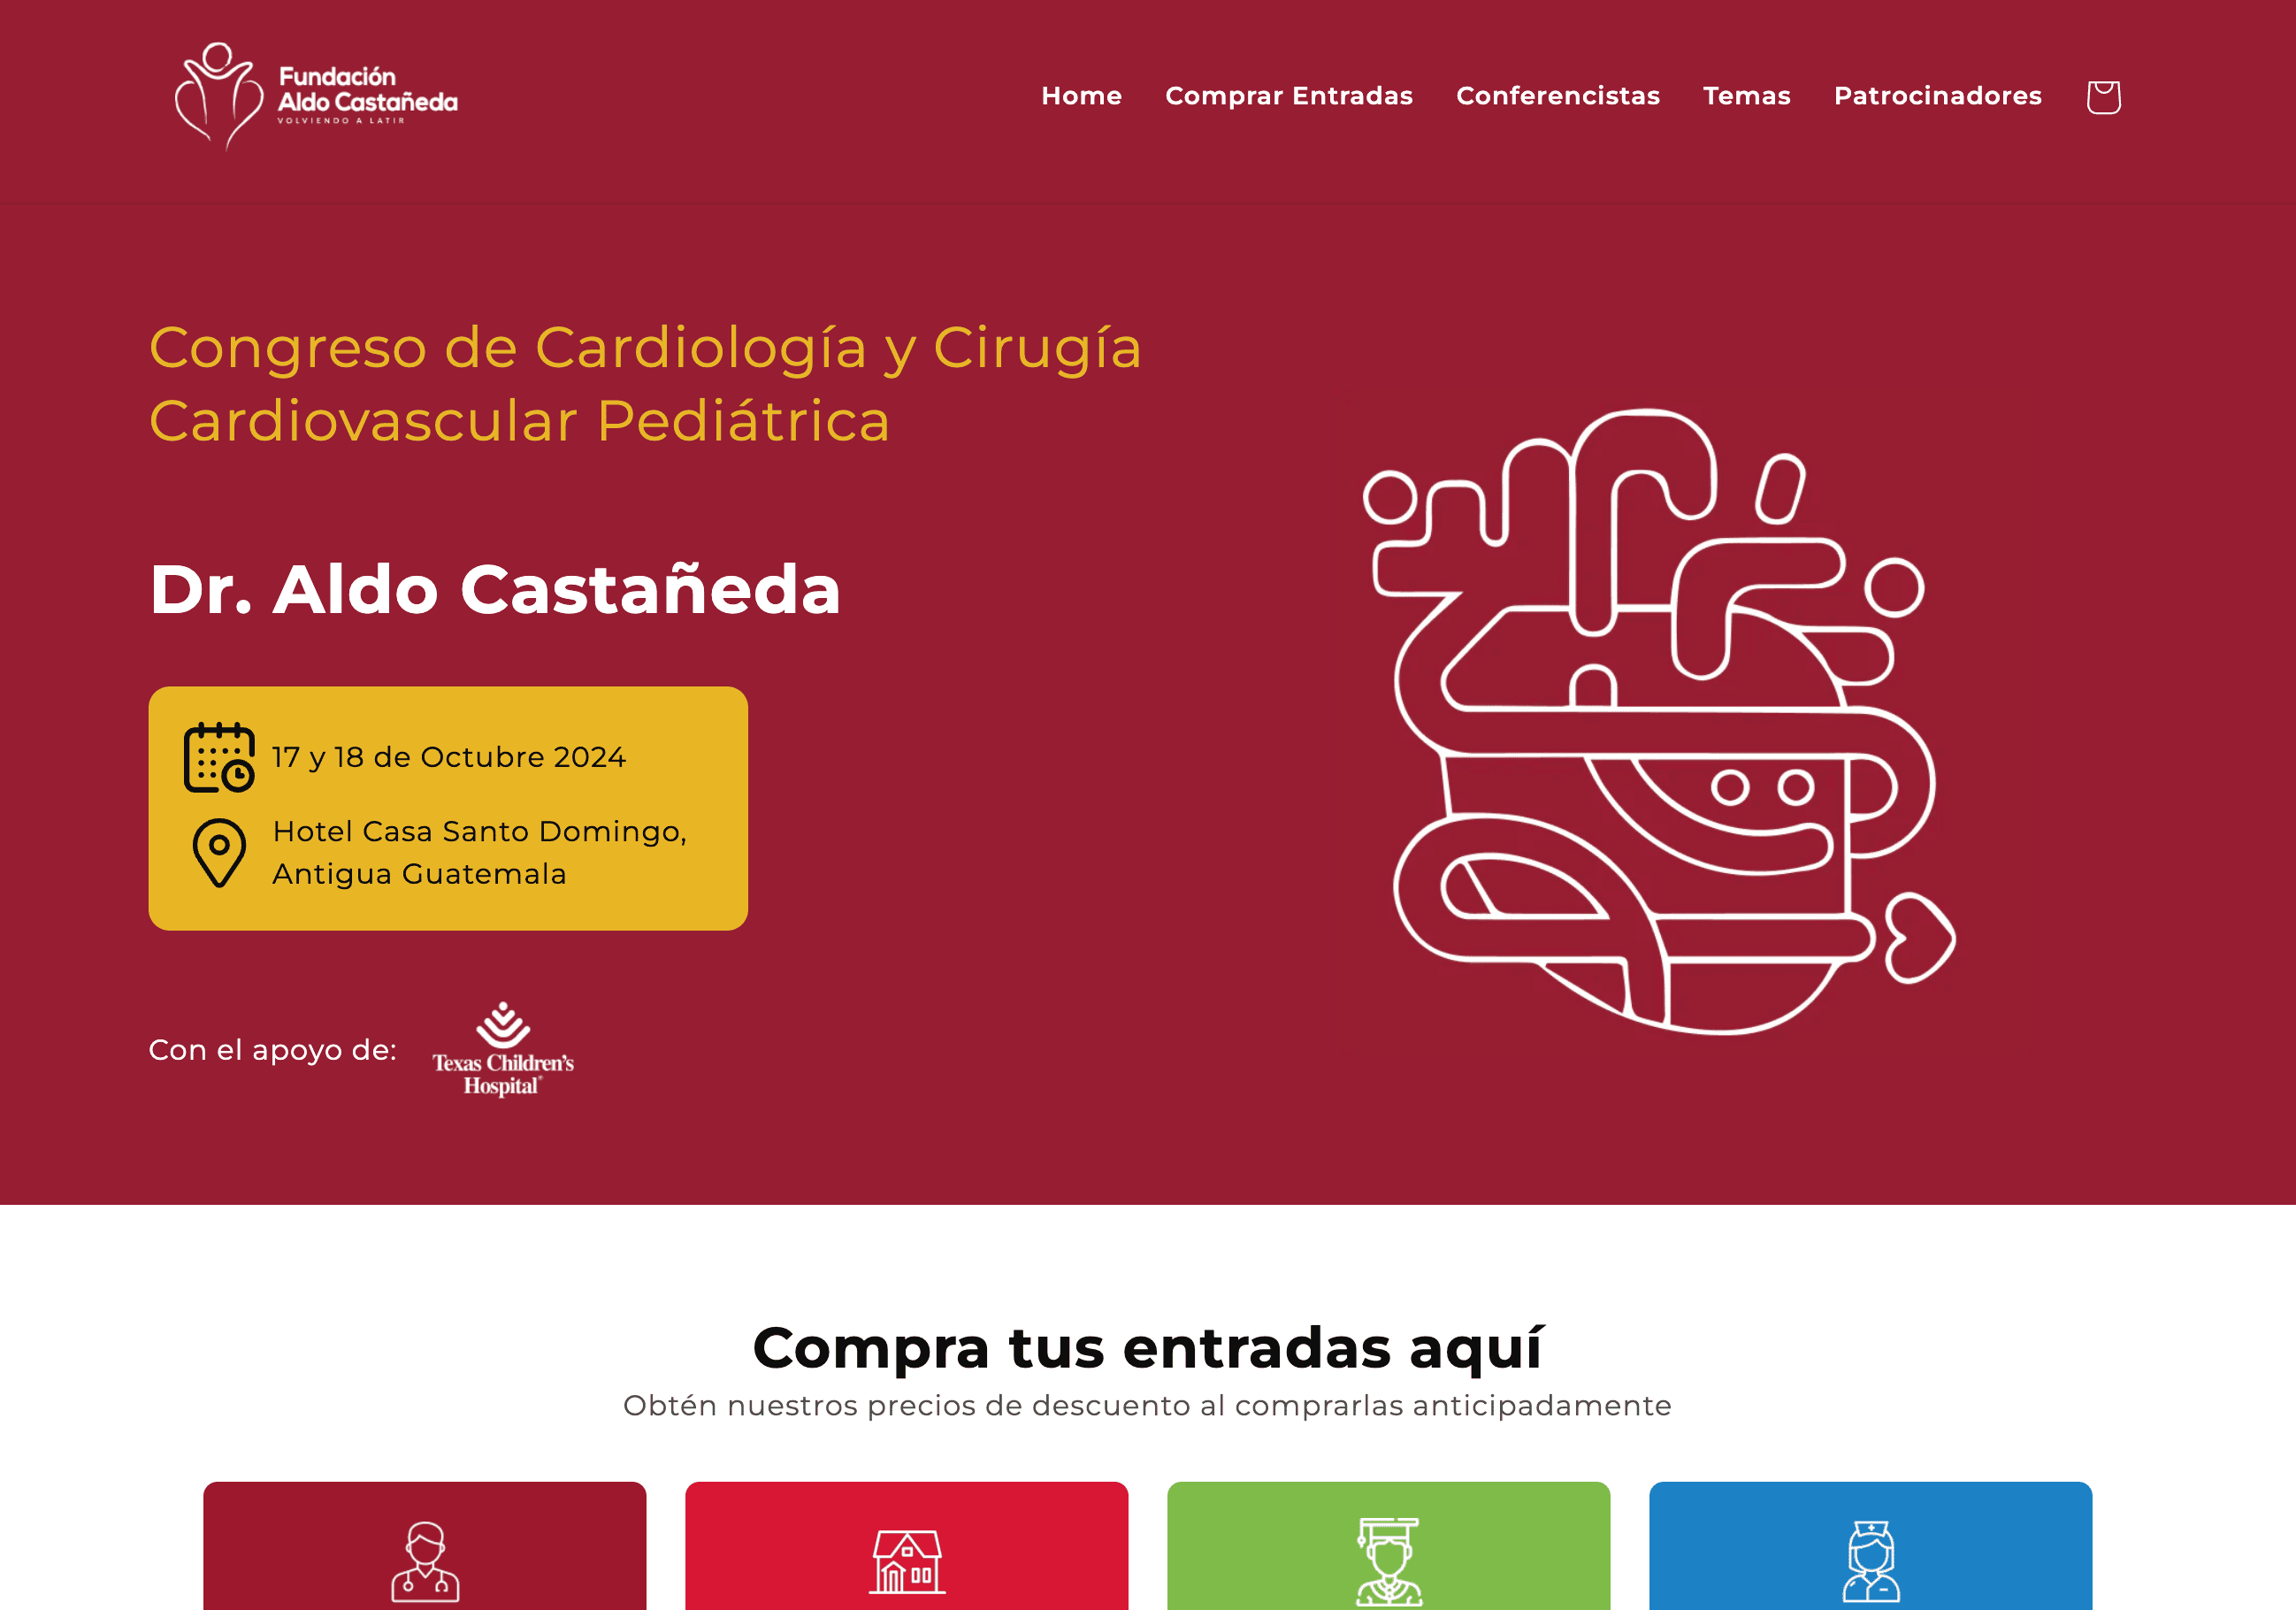 Fundación
Aldo Castañeda
VOLVIENDO A LATIR
Home Comprar Entradas Conferencistas Temas Patrocinadores
Congreso de Cardiología y Cirugía
Cardiovascular Pediátrica
Dr. Aldo Castañeda
17 y 18 de Octubre 2024
Hotel Casa Santo Domingo,
Antigua Guatemala
Con el apoyo de:
Texas Children's
Hospital®
Compra tus entradas aquí
Obtén nuestros precios de descuento al comprarlas anticipadamente